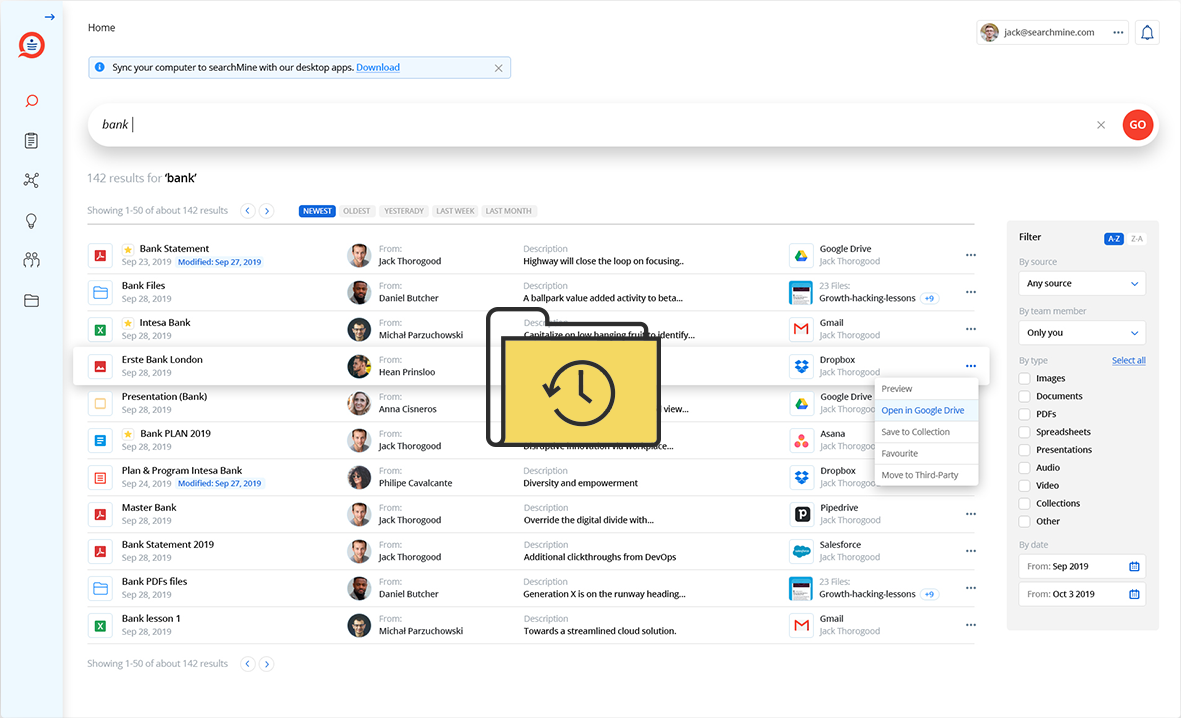 Home
jack@searchmine.com
Sync your computer to searchMine with our desktop apps. Download
bank
GO
142 results for ‘bank’
Showing 1-50 of about 142 results
NEWEST OLDEST YESTERADY LAST WEEK LAST MONTH
Bank Statement
Sep 23, 2019 Modified: Sep 27, 2019
From:
Jack Thorogood
Description
Highway will close the loop on focusing..
Google Drive
Jack Thorogood
Bank Files
Sep 28, 2019
From:
Daniel Butcher
Description
A ballpark value added activity to beta...
23 Files:
Growth-hacking-lessons +9
Intesa Bank
Sep 28, 2019
From:
Michał Parzuchowski
Capitalize on low hanging fruit to identify...
Gmail
Jack Thorogood
Erste Bank London
Sep 28, 2019
From:
Hean Prinsloo
Dropbox
Jack Thorogood
Presentation (Bank)
Sep 28, 2019
From:
Anna Cisneros
view...
Google Drive
Jack Thorogood
Bank PLAN 2019
Sep 28, 2019
From:
Jack Thorogood
Disruptive innovation via workplace...
Asana
Jack Thorogood
Plan & Program Intesa Bank
Sep 24, 2019 Modified: Sep 27, 2019
From:
Philipe Cavalcante
Description
Diversity and empowerment
Dropbox
Jack Thorogood
Master Bank
Sep 28, 2019
From:
Jack Thorogood
Description
Override the digital divide with...
Pipedrive
Jack Thorogood
Bank Statement 2019
Sep 28, 2019
From:
Jack Thorogood
Description
Additional clickthroughs from DevOps
Salesforce
Jack Thorogood
Bank PDFs files
Sep 28, 2019
From:
Daniel Butcher
Description
Generation X is on the runway heading...
23 Files:
Growth-hacking-lessons +9
Bank lesson 1
Sep 28, 2019
From:
Michał Parzuchowski
Description
Towards a streamlined cloud solution.
Gmail
Jack Thorogood
Showing 1-50 of about 142 results
Preview
Open in Google Drive
Save to Collection
Favourite
Move to Third-Party
Filter A-Z Z-A
By source
Any source
By team member
Only you
By type Select all
Images
Documents
PDFs
Spreadsheets
Presentations
Audio
Video
Collections
Other
By date
From: Sep 2019
From: Oct 3 2019